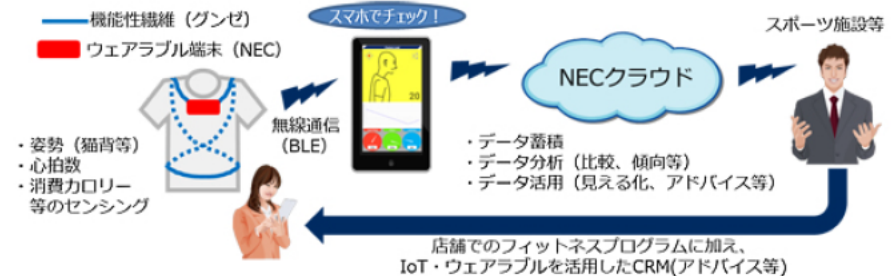 機能性繊維（グンゼ）
ウェアラブル端末（NEC）
・姿勢（猫背等）
・心拍数
・消費カロリー
等のセンシング
無線通信
（BLE）
スマホでチェック！
20
NECクラウド
・データ蓄積
・データ分析（比較、傾向等）
・データ活用（見える化、アドバイス等）
スポーツ施設等
店舗でのフィットネスプログラムに加え、
IoT・ウェアラブルを活用したCRM(アドバイス等)